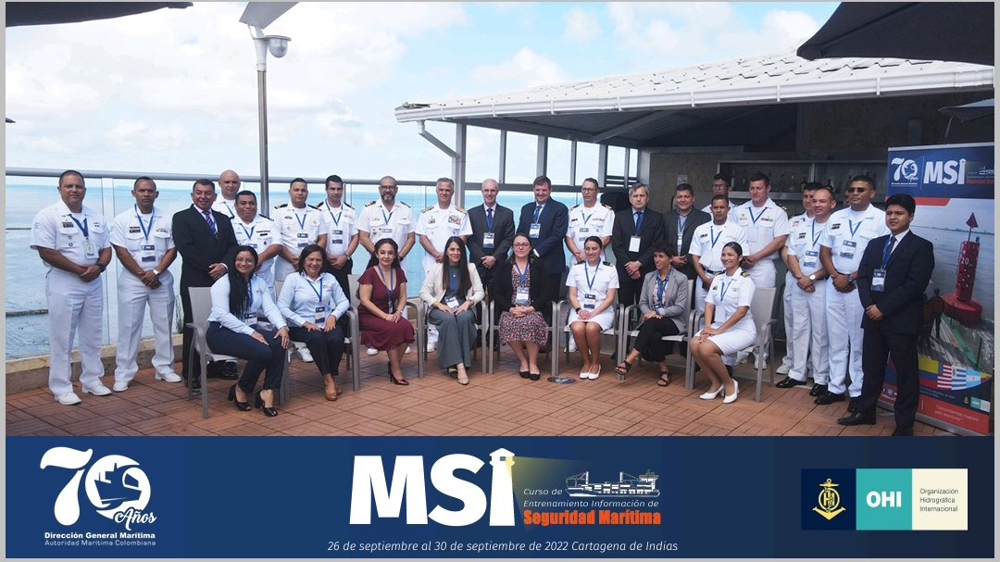 70
MSI
20
70
Años
Dirección General Marítima
Autoridad Marítima Colombiana
MSI
Curso de
Entrenamiento Información de
Seguridad Marítima
26 de septiembre al 30 de septiembre de 2022 Cartagena de Indias
OHI
Organización
Hidrográfica
Internacional